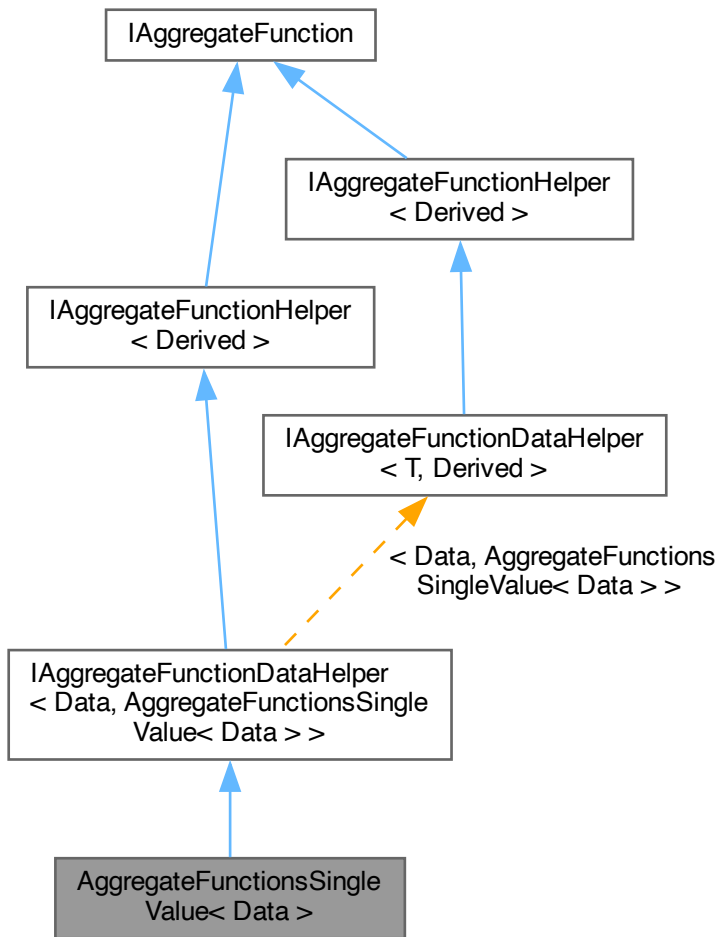 IAggregateFunction
IAggregateFunctionHelper
< Derived >
IAggregateFunctionHelper
< Derived >
IAggregateFunctionDataHelper
< T, Derived >
< Data, AggregateFunctions
SingleValue< Data > >
IAggregateFunctionDataHelper
< Data, AggregateFunctionsSingle
Value< Data > >
AggregateFunctionsSingle
Value< Data >